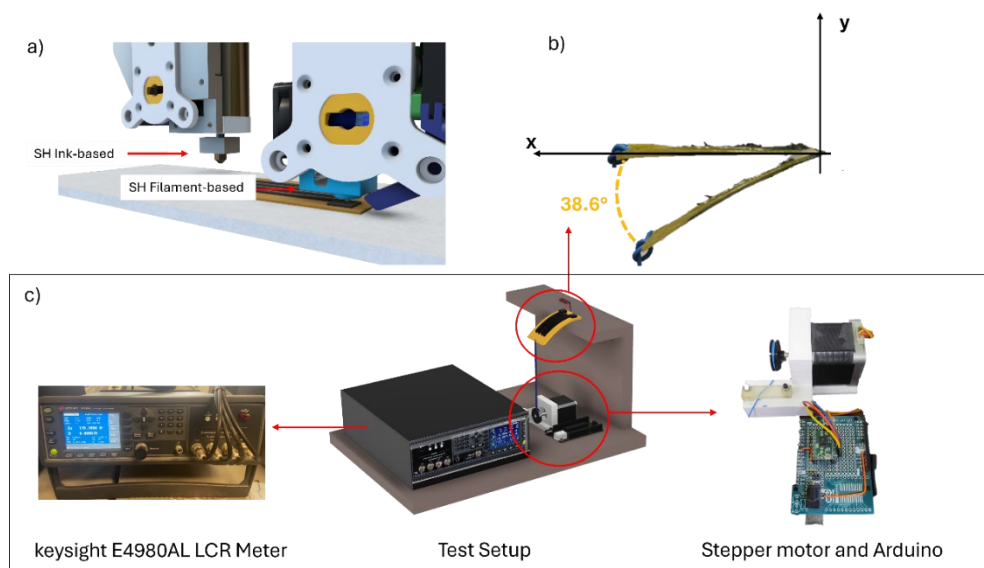 a)
SH Ink-based
SH Filament-based
b)
y
x
38.6°
c)
keysight E4980AL LCR Meter
Test Setup
Stepper motor and Arduino